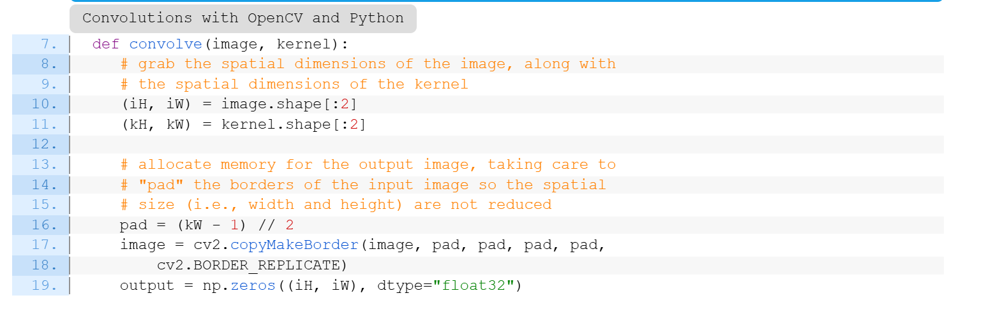 Convolutions with OpenCV and Python
7. def convolve(image, kernel):
8. # grab the spatial dimensions of the image, along with
9. # the spatial dimensions of the kernel
10. (iH, iW) = image.shape[:2]
11. (kH, kW) = kernel.shape[:2]
12.
13. # allocate memory for the output image, taking care to
14. # "pad" the borders of the input image so the spatial
15. # size (i.e., width and height) are not reduced
16. pad = (kW - 1) // 2
17. image = cv2.copyMakeBorder(image, pad, pad, pad, pad,
18. cv2.BORDER_REPLICATE)
19. output = np.zeros((iH, iW), dtype="float32")